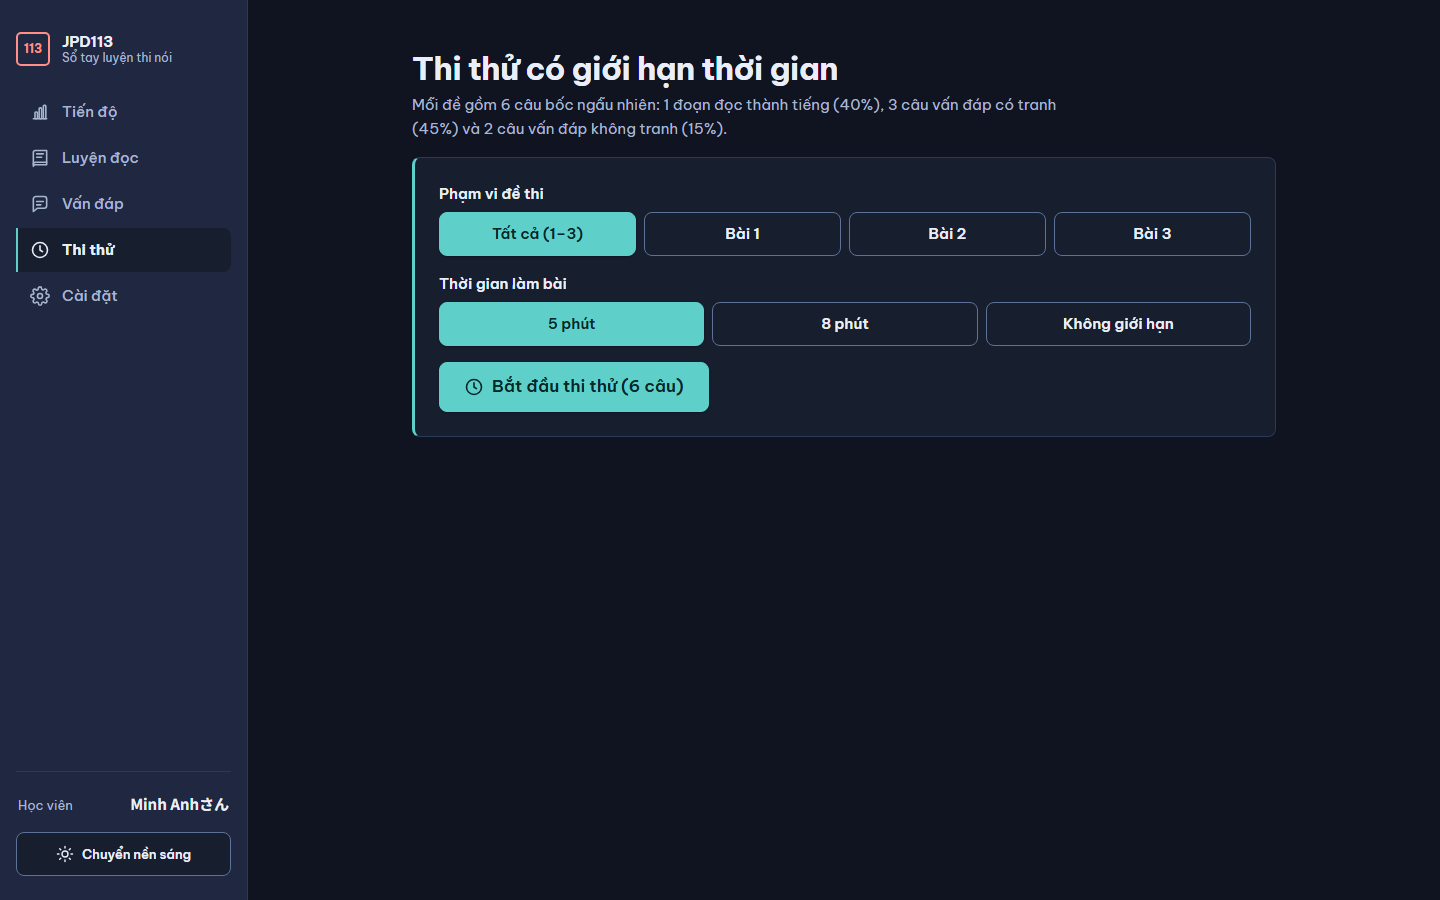 113
JPD113
Sổ tay luyện thi nói
Tiến độ
Luyện đọc
Vấn đáp
Thi thử
Cài đặt
Học viên
Minh Anhさん
Chuyển nền sáng
Thi thử có giới hạn thời gian
Mỗi đề gồm 6 câu bốc ngẫu nhiên: 1 đoạn đọc thành tiếng (40%), 3 câu vấn đáp có tranh
(45%) và 2 câu vấn đáp không tranh (15%).
Phạm vi đề thi
Tất cả (1–3)
Bài 1
Bài 2
Bài 3
Thời gian làm bài
5 phút
8 phút
Không giới hạn
Bắt đầu thi thử (6 câu)